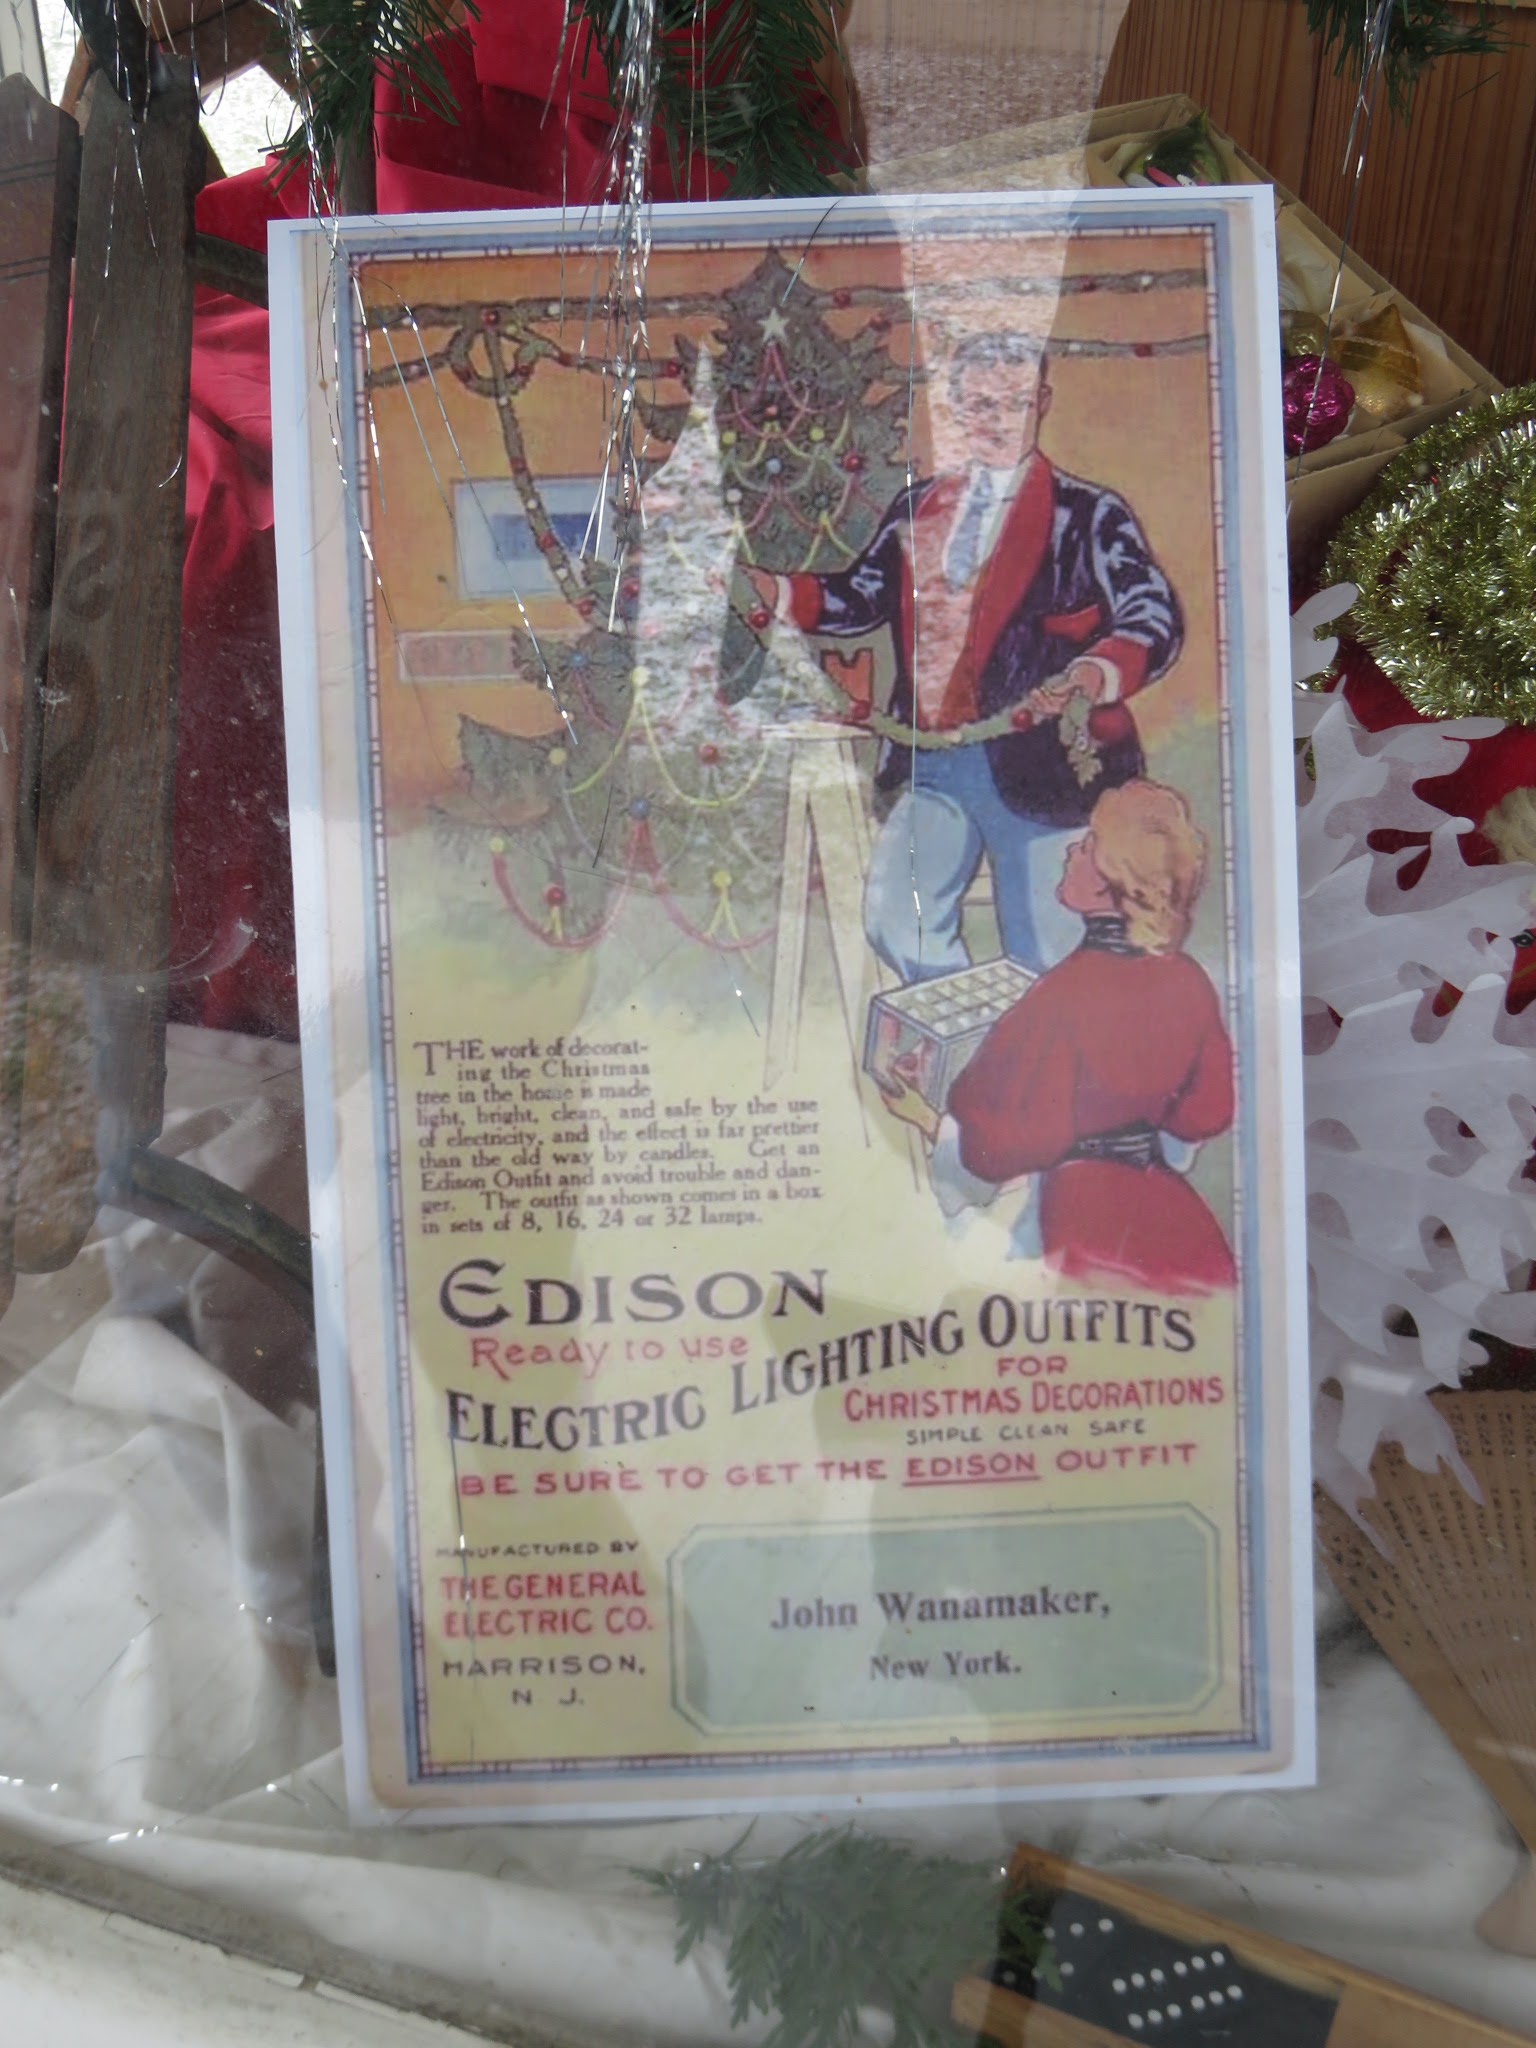 THE work of decorat-
ing the Christmas
tree in the home is made
light, bright, clean, and safe by the use
of electricity, and the effect is far prettier
than the old way by candles. Get an
Edison Outfit and avoid trouble and dan-
ger. The outfit as shown comes in a box
in sets of 8, 16, 24 or 32 lamps.
EDISON
Ready to use
ELECTRIC LIGHTING OUTFITS
FOR
CHRISTMAS DECORATIONS
SIMPLE CLEAN SAFE
BE SURE TO GET THE EDISON OUTFIT
MANUFACTURED BY
THE GENERAL
ELECTRIC CO.
HARRISON,
N J.
John Wanamaker,
New York.